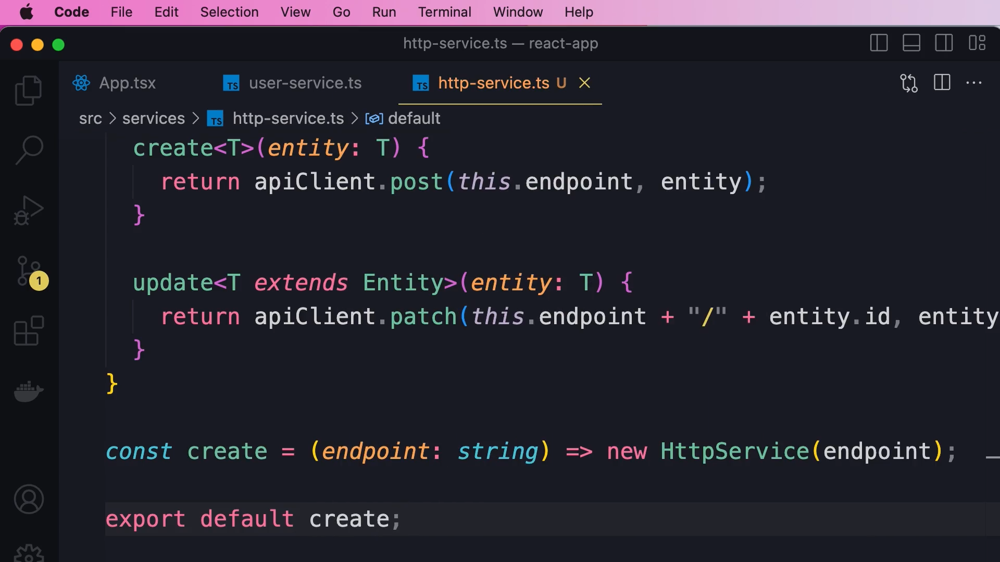 Code File Edit Selection View Go Run Terminal Window Help
http-service.ts — react-app
App.tsx TS user-service.ts TS http-service.ts U
src > services > TS http-service.ts > default
create<T>(entity: T) {
return apiClient.post(this.endpoint, entity);
}
update<T extends Entity>(entity: T) {
return apiClient.patch(this.endpoint + "/" + entity.id, entity
}
}
1
const create = (endpoint: string) => new HttpService(endpoint);
export default create;